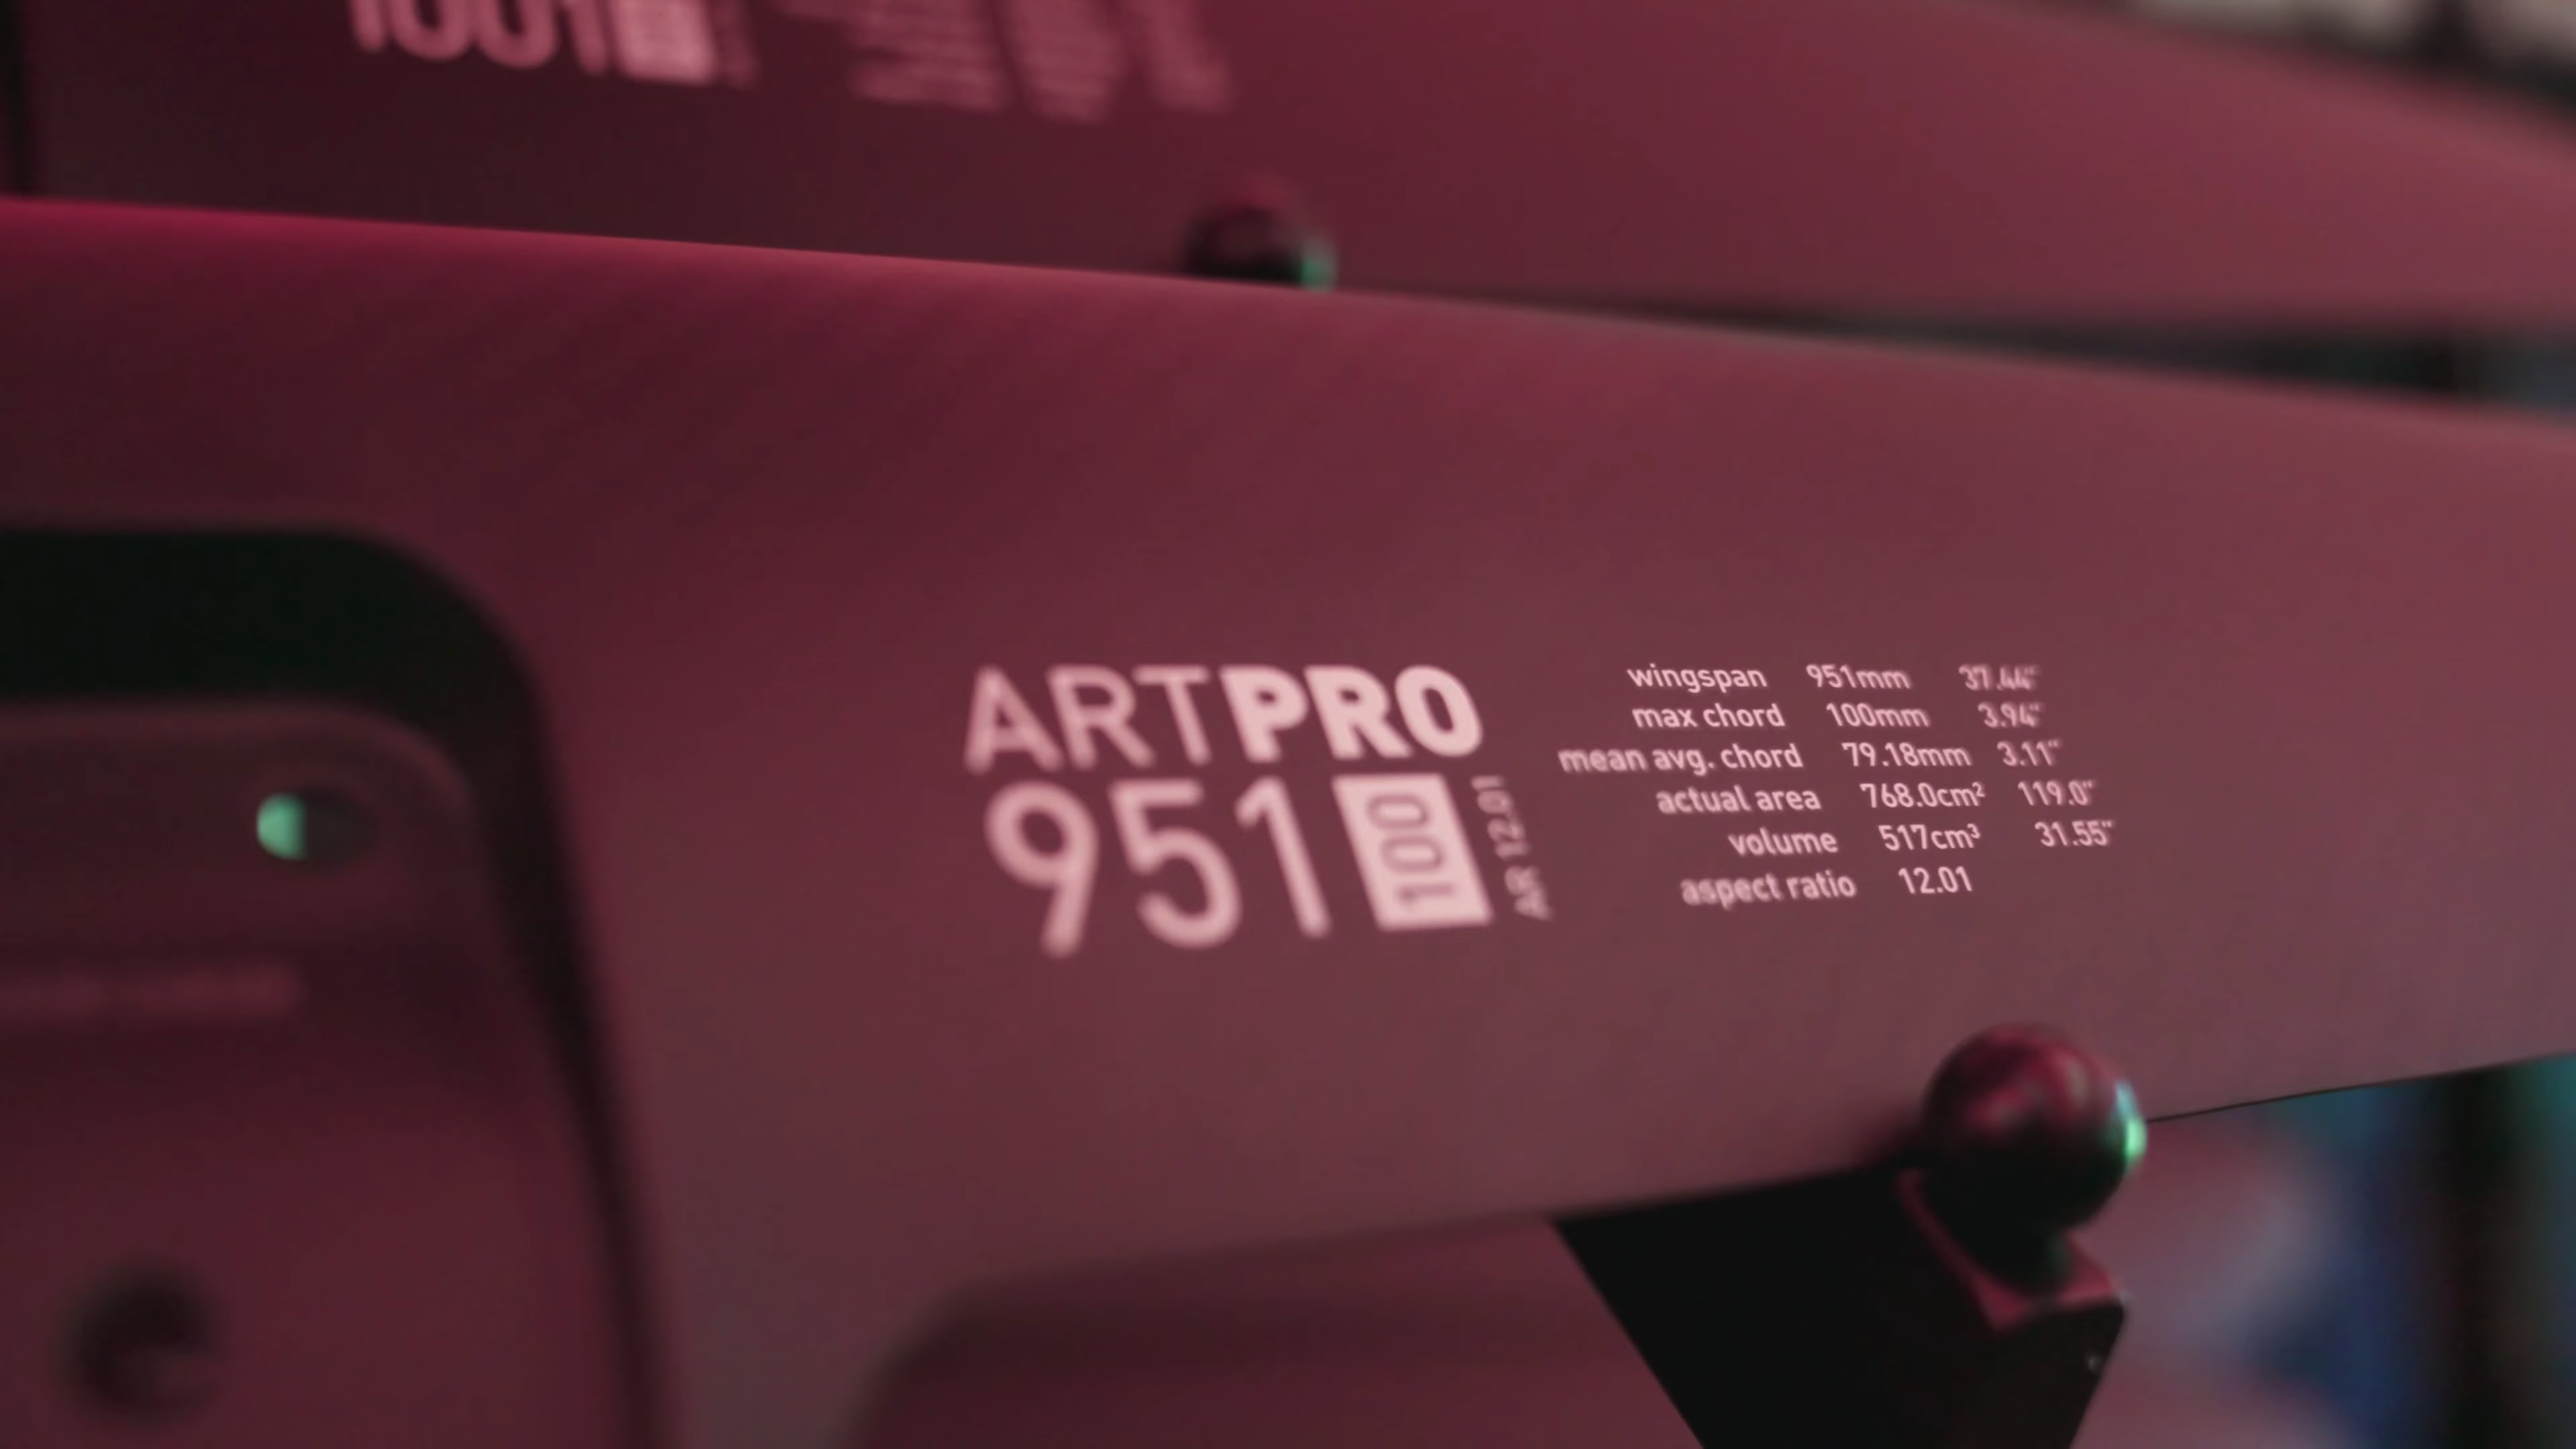 1001
ARTPRO
951 100 AR 12.01
wingspan 951mm 37.44"
max chord 100mm 3.94"
mean avg. chord 79.18mm 3.11"
actual area 768.0cm² 119.0"
volume 517cm³ 31.55"
aspect ratio 12.01